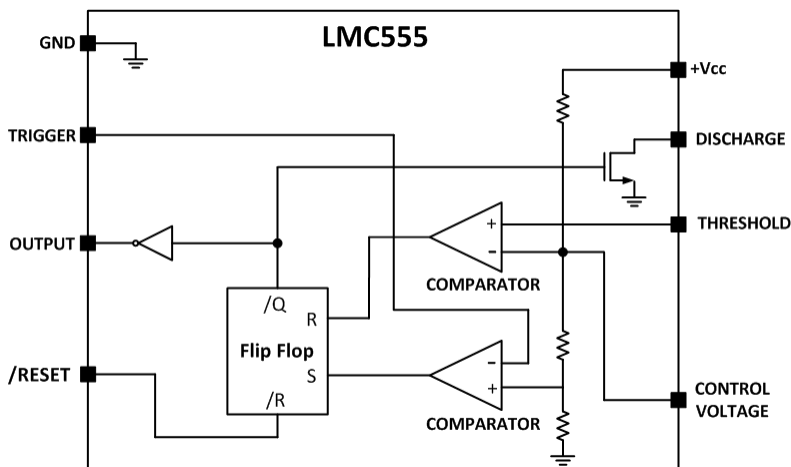 LMC555
GND
+Vcc
TRIGGER
DISCHARGE
THRESHOLD
OUTPUT
+
-
COMPARATOR
/Q
R
Flip Flop
S
/R
-
+
COMPARATOR
/RESET
CONTROL
VOLTAGE